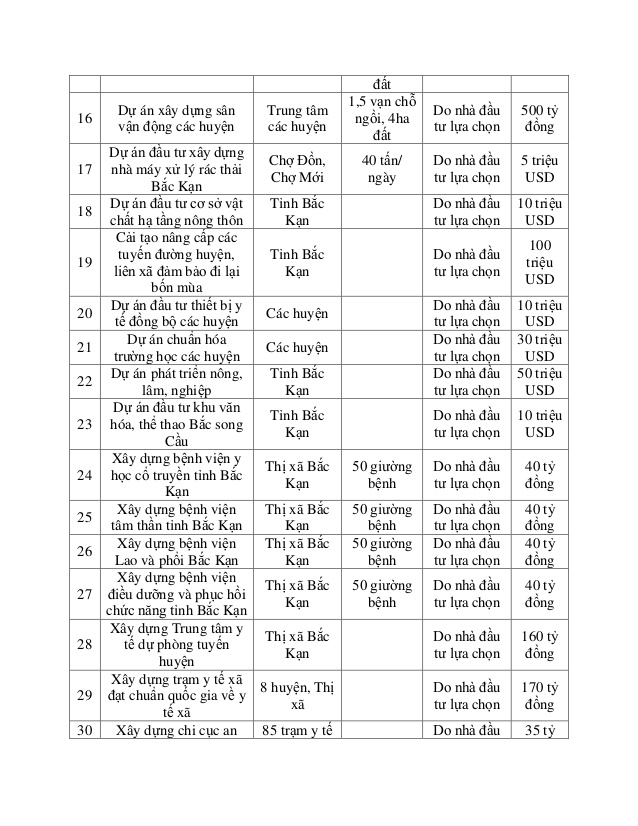 đất
16 Dự án xây dựng sân vận động các huyện Trung tâm các huyện 1,5 vạn chỗ ngồi, 4ha đất Do nhà đầu tư lựa chọn 500 tỷ đồng
17 Dự án đầu tư xây dựng nhà máy xử lý rác thải Bắc Kạn Chợ Đồn, Chợ Mới 40 tấn/ ngày Do nhà đầu tư lựa chọn 5 triệu USD
18 Dự án đầu tư cơ sở vật chất hạ tầng nông thôn Tỉnh Bắc Kạn Do nhà đầu tư lựa chọn 10 triệu USD
19 Cải tạo nâng cấp các tuyến đường huyện, liên xã đảm bảo đi lại bốn mùa Tỉnh Bắc Kạn Do nhà đầu tư lựa chọn 100 triệu USD
20 Dự án đầu tư thiết bị y tế đồng bộ các huyện Các huyện Do nhà đầu tư lựa chọn 10 triệu USD
21 Dự án chuẩn hóa trường học các huyện Các huyện Do nhà đầu tư lựa chọn 30 triệu USD
22 Dự án phát triển nông, lâm, nghiệp Tỉnh Bắc Kạn Do nhà đầu tư lựa chọn 50 triệu USD
23 Dự án đầu tư khu văn hóa, thể thao Bắc song Cầu Tỉnh Bắc Kạn Do nhà đầu tư lựa chọn 10 triệu USD
24 Xây dựng bệnh viện y học cổ truyền tỉnh Bắc Kạn Thị xã Bắc Kạn 50 giường bệnh Do nhà đầu tư lựa chọn 40 tỷ đồng
25 Xây dựng bệnh viện tâm thần tỉnh Bắc Kạn Thị xã Bắc Kạn 50 giường bệnh Do nhà đầu tư lựa chọn 40 tỷ đồng
26 Xây dựng bệnh viện Lao và phổi Bắc Kạn Thị xã Bắc Kạn 50 giường bệnh Do nhà đầu tư lựa chọn 40 tỷ đồng
27 Xây dựng bệnh viện điều dưỡng và phục hồi chức năng tỉnh Bắc Kạn Thị xã Bắc Kạn 50 giường bệnh Do nhà đầu tư lựa chọn 40 tỷ đồng
28 Xây dựng Trung tâm y tế dự phòng tuyến huyện Thị xã Bắc Kạn Do nhà đầu tư lựa chọn 160 tỷ đồng
29 Xây dựng trạm y tế xã đạt chuẩn quốc gia về y tế xã 8 huyện, Thị xã Do nhà đầu tư lựa chọn 170 tỷ đồng
30 Xây dựng chi cục an 85 trạm y tế Do nhà đầu 35 tỷ